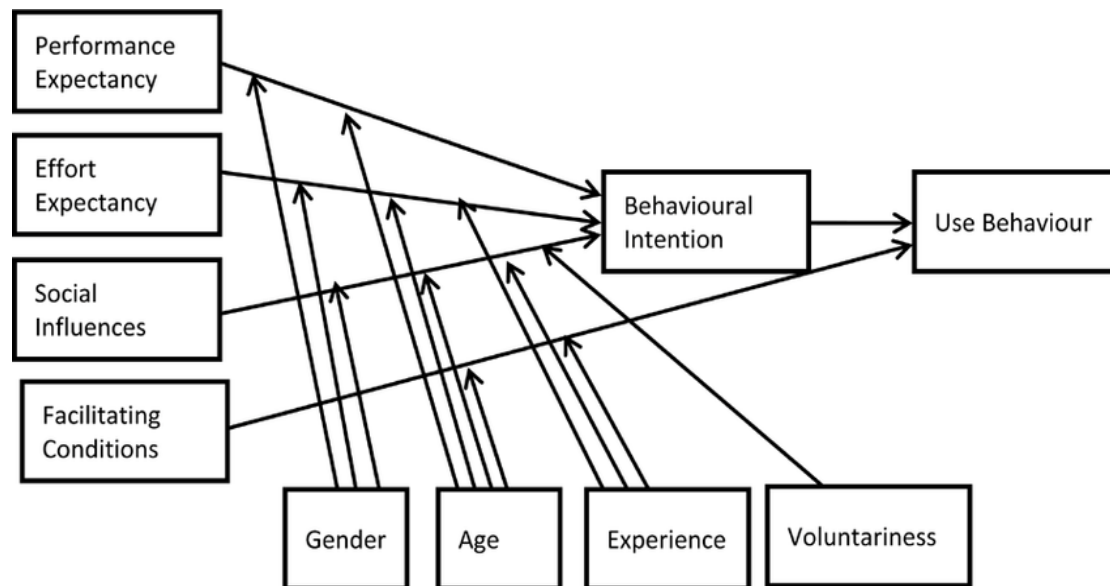 Performance
Expectancy
Effort
Expectancy
Social
Influences
Facilitating
Conditions
Behavioural
Intention
Use Behaviour
Gender
Age
Experience
Voluntariness